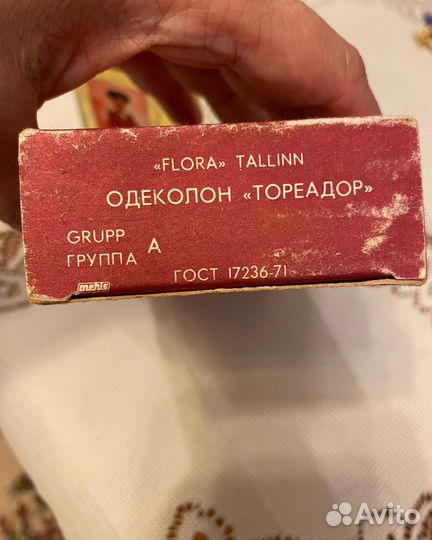 «FLORA» TALLINN
ОДЕКОЛОН «ТОРЕАДОР»
GRUPP
ГРУППА A
ГОСТ 17236-71
mehis
Avito